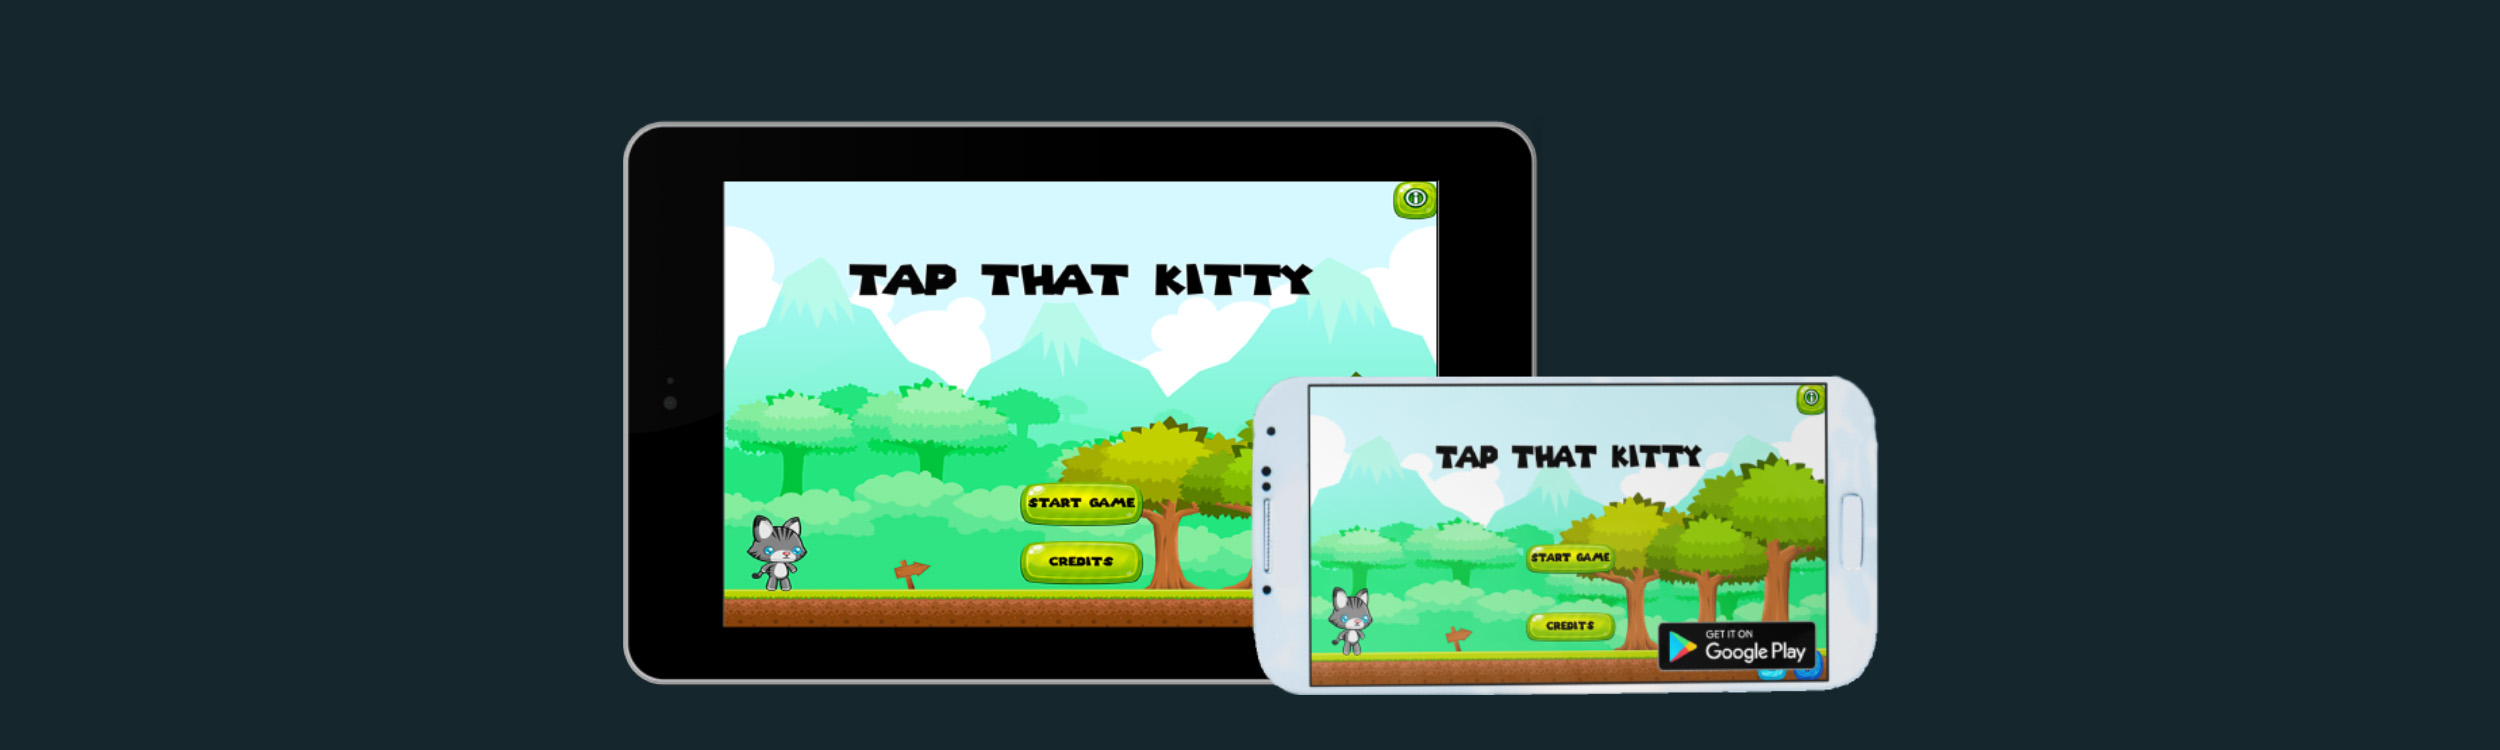 TAP THAT KITTY
START GAME
CREDITS
TAP THAT KITTY
START GAME
CREDITS
GET IT ON
Google Play